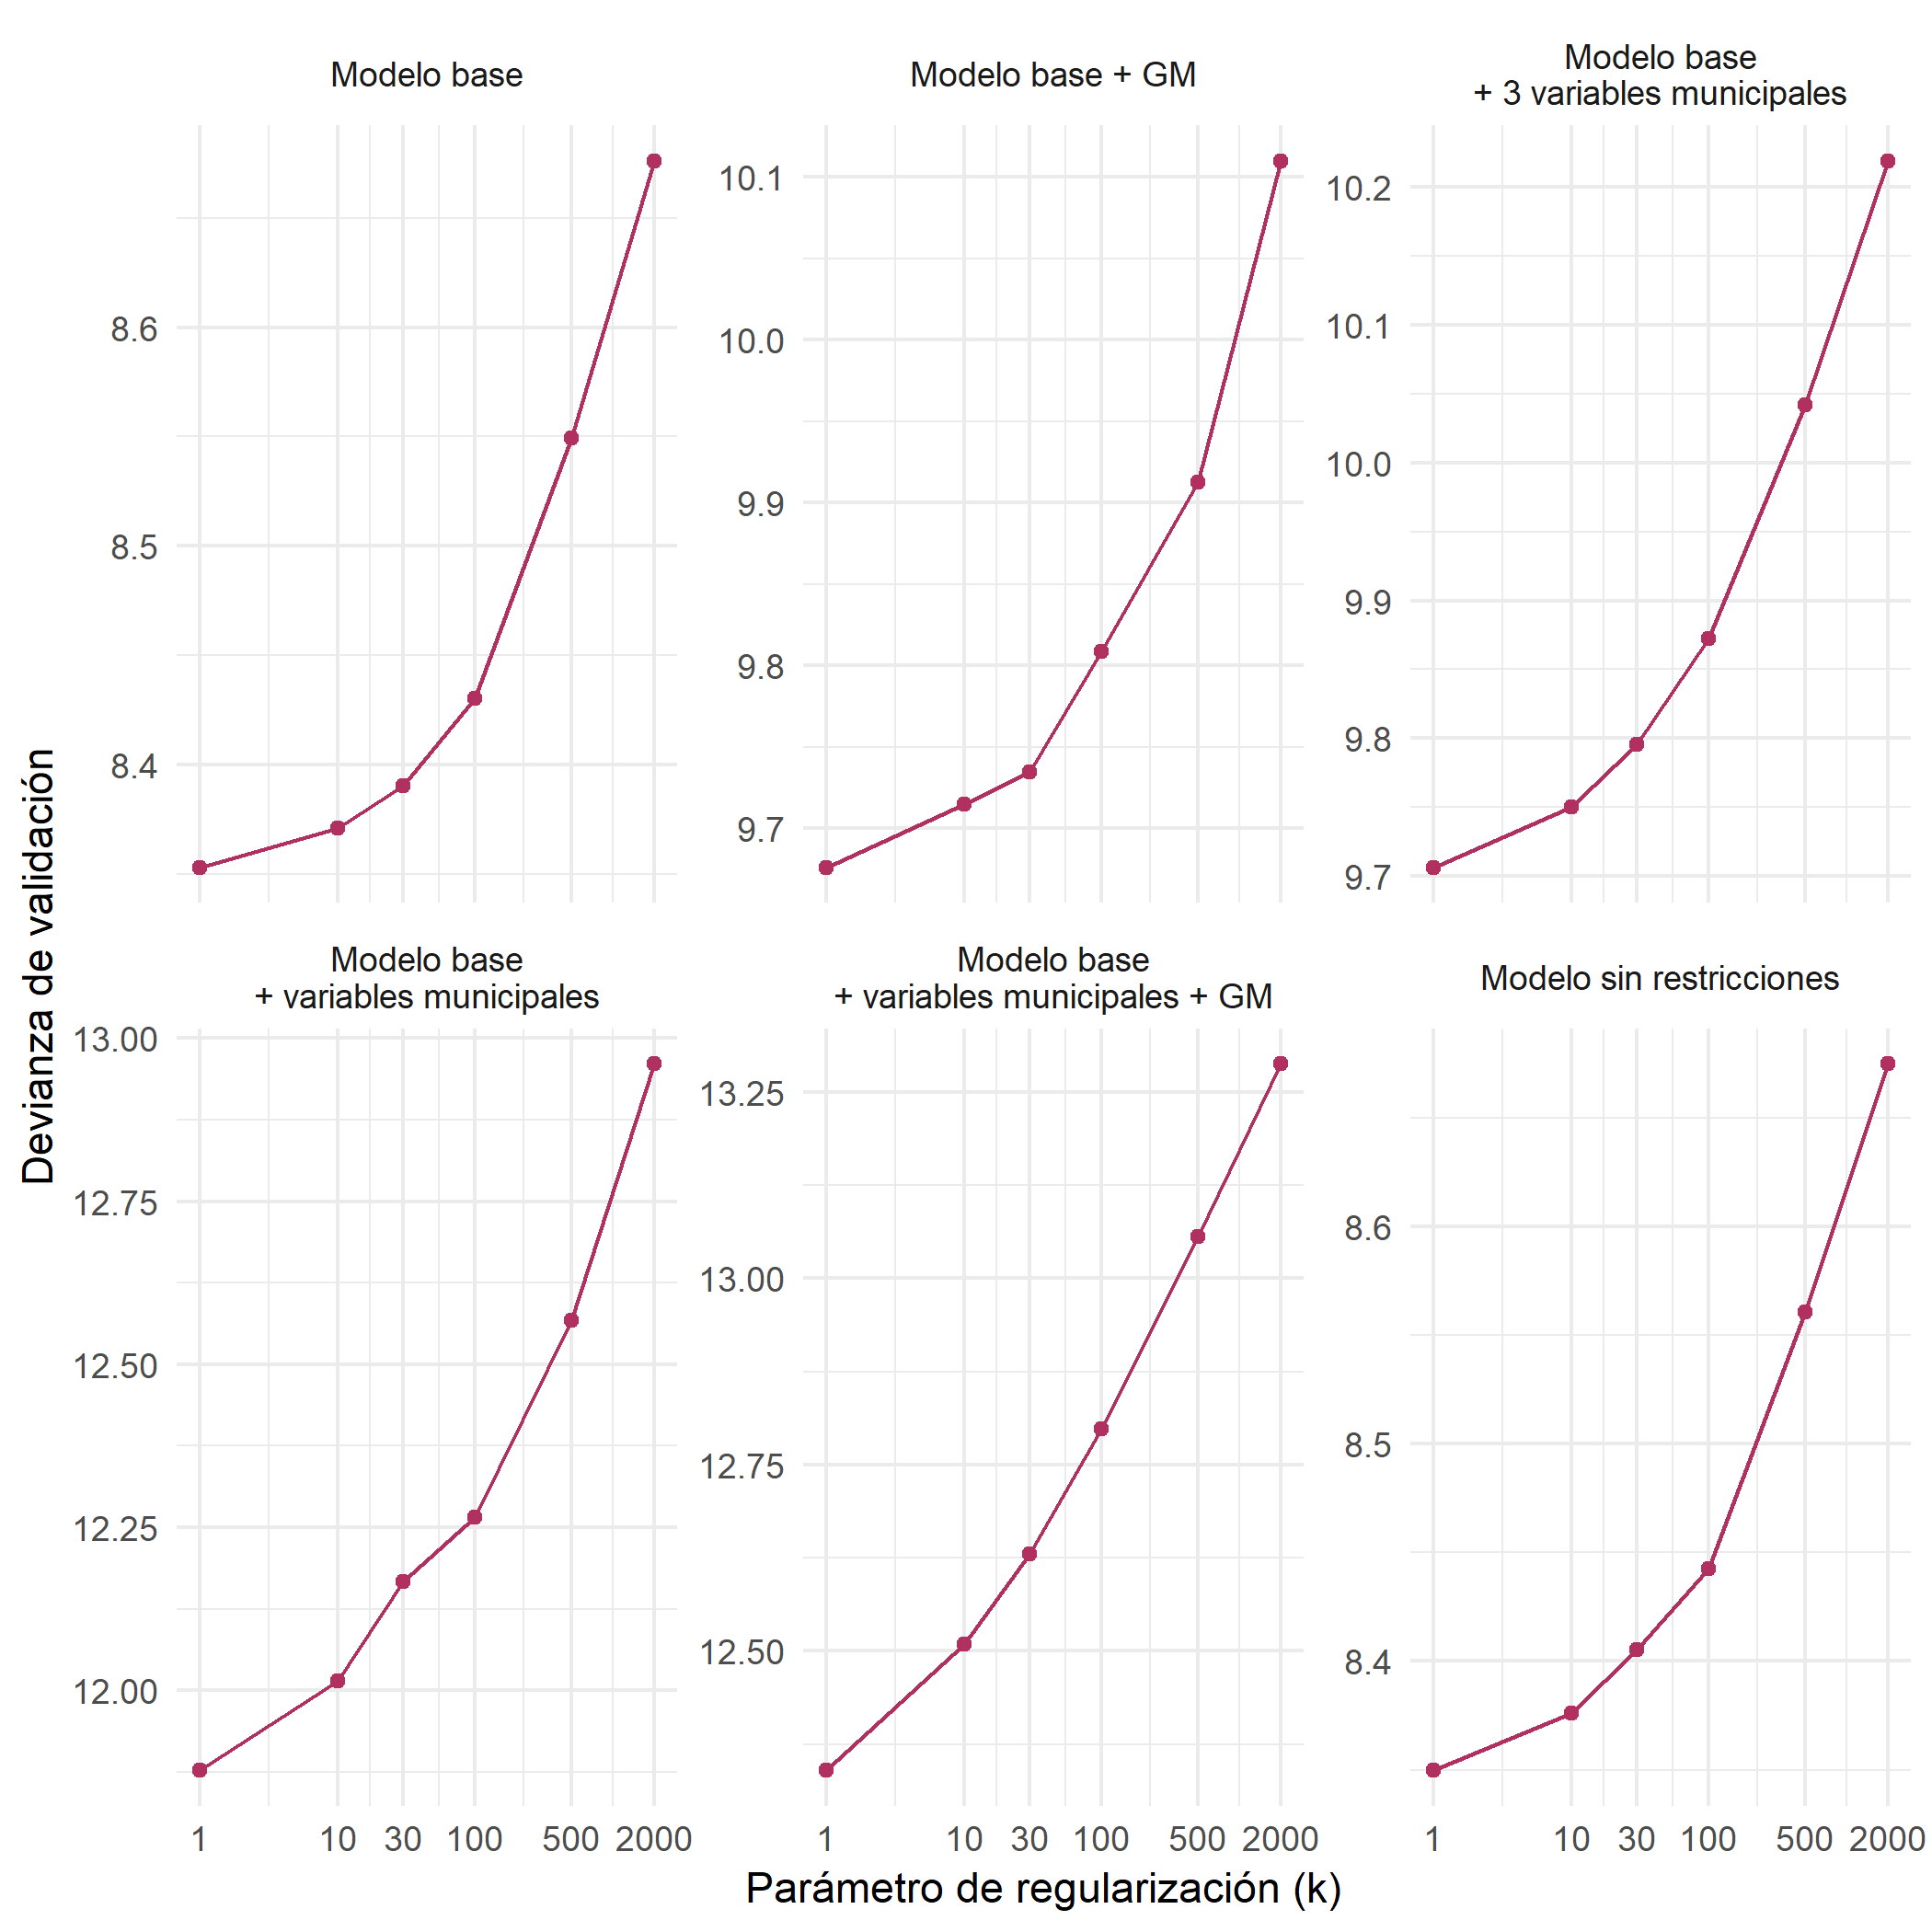 Modelo base
Modelo base + GM
Modelo base
+ 3 variables municipales
8.6
8.5
8.4
10.1
10.0
9.9
9.8
9.7
10.2
10.1
10.0
9.9
9.8
9.7
Devianza de validación
Modelo base
+ variables municipales
Modelo base
+ variables municipales + GM
Modelo sin restricciones
13.00
12.75
12.50
12.25
12.00
13.25
13.00
12.75
12.50
8.6
8.5
8.4
1 10 30 100 500 2000
1 10 30 100 500 2000
1 10 30 100 500 2000
Parámetro de regularización (k)